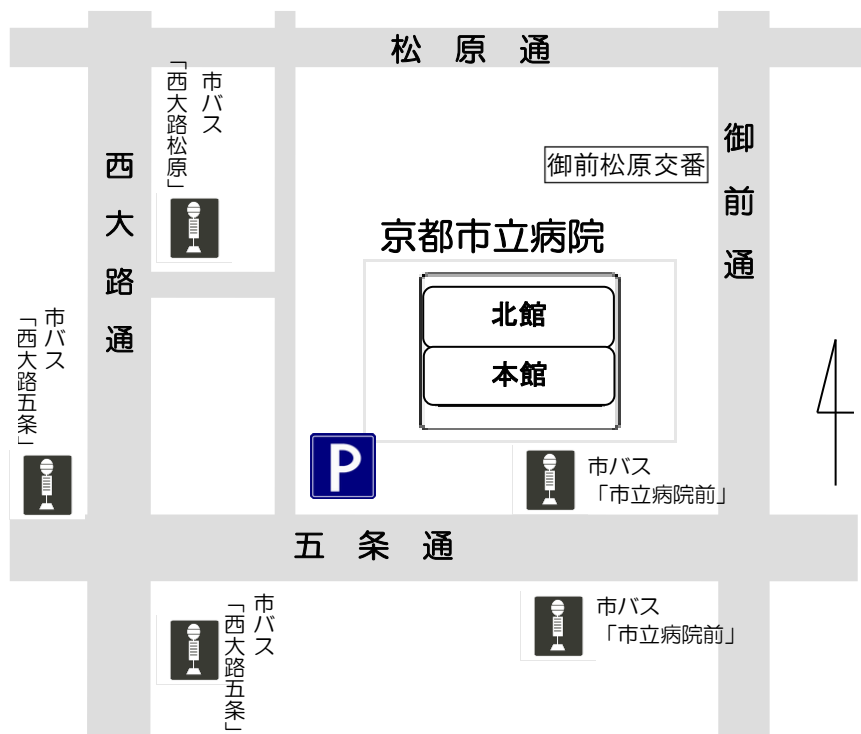 松原通
市バス
「西大路松原」
御前通
御前松原交番
西大路通
京都市立病院
北館
本館
市バス
「西大路五条」
P
市バス
「市立病院前」
五条通
市バス
「西大路五条」
市バス
「市立病院前」